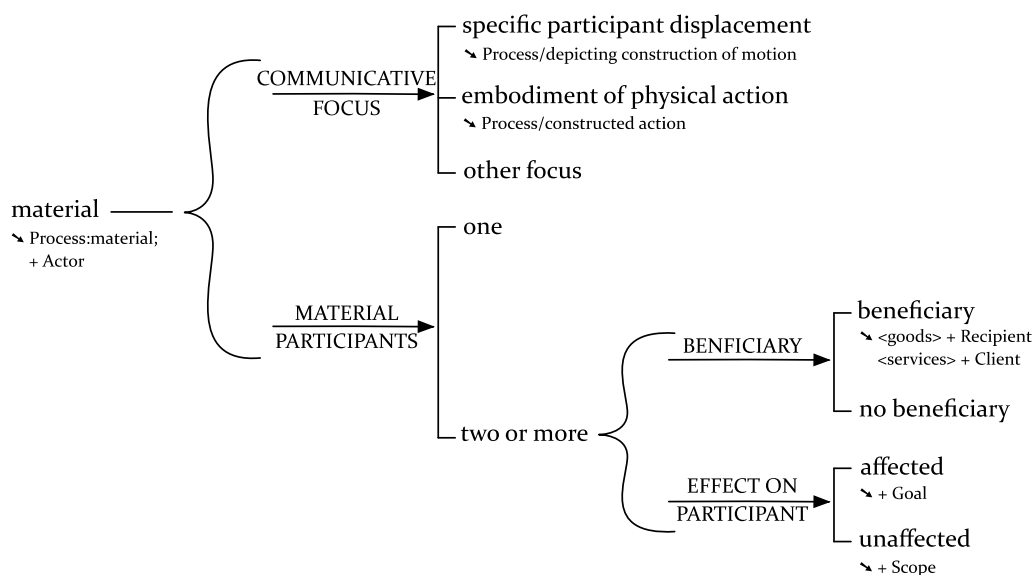 specific participant displacement
➘ Process/depicting construction of motion
COMMUNICATIVE
FOCUS
embodiment of physical action
➘ Process/constructed action
other focus
material
➘ Process:material;
+ Actor
one
MATERIAL
PARTICIPANTS
two or more
BENFICIARY
beneficiary
➘ <goods> + Recipient
<services> + Client
no beneficiary
EFFECT ON
PARTICIPANT
affected
➘ + Goal
unaffected
➘ + Scope